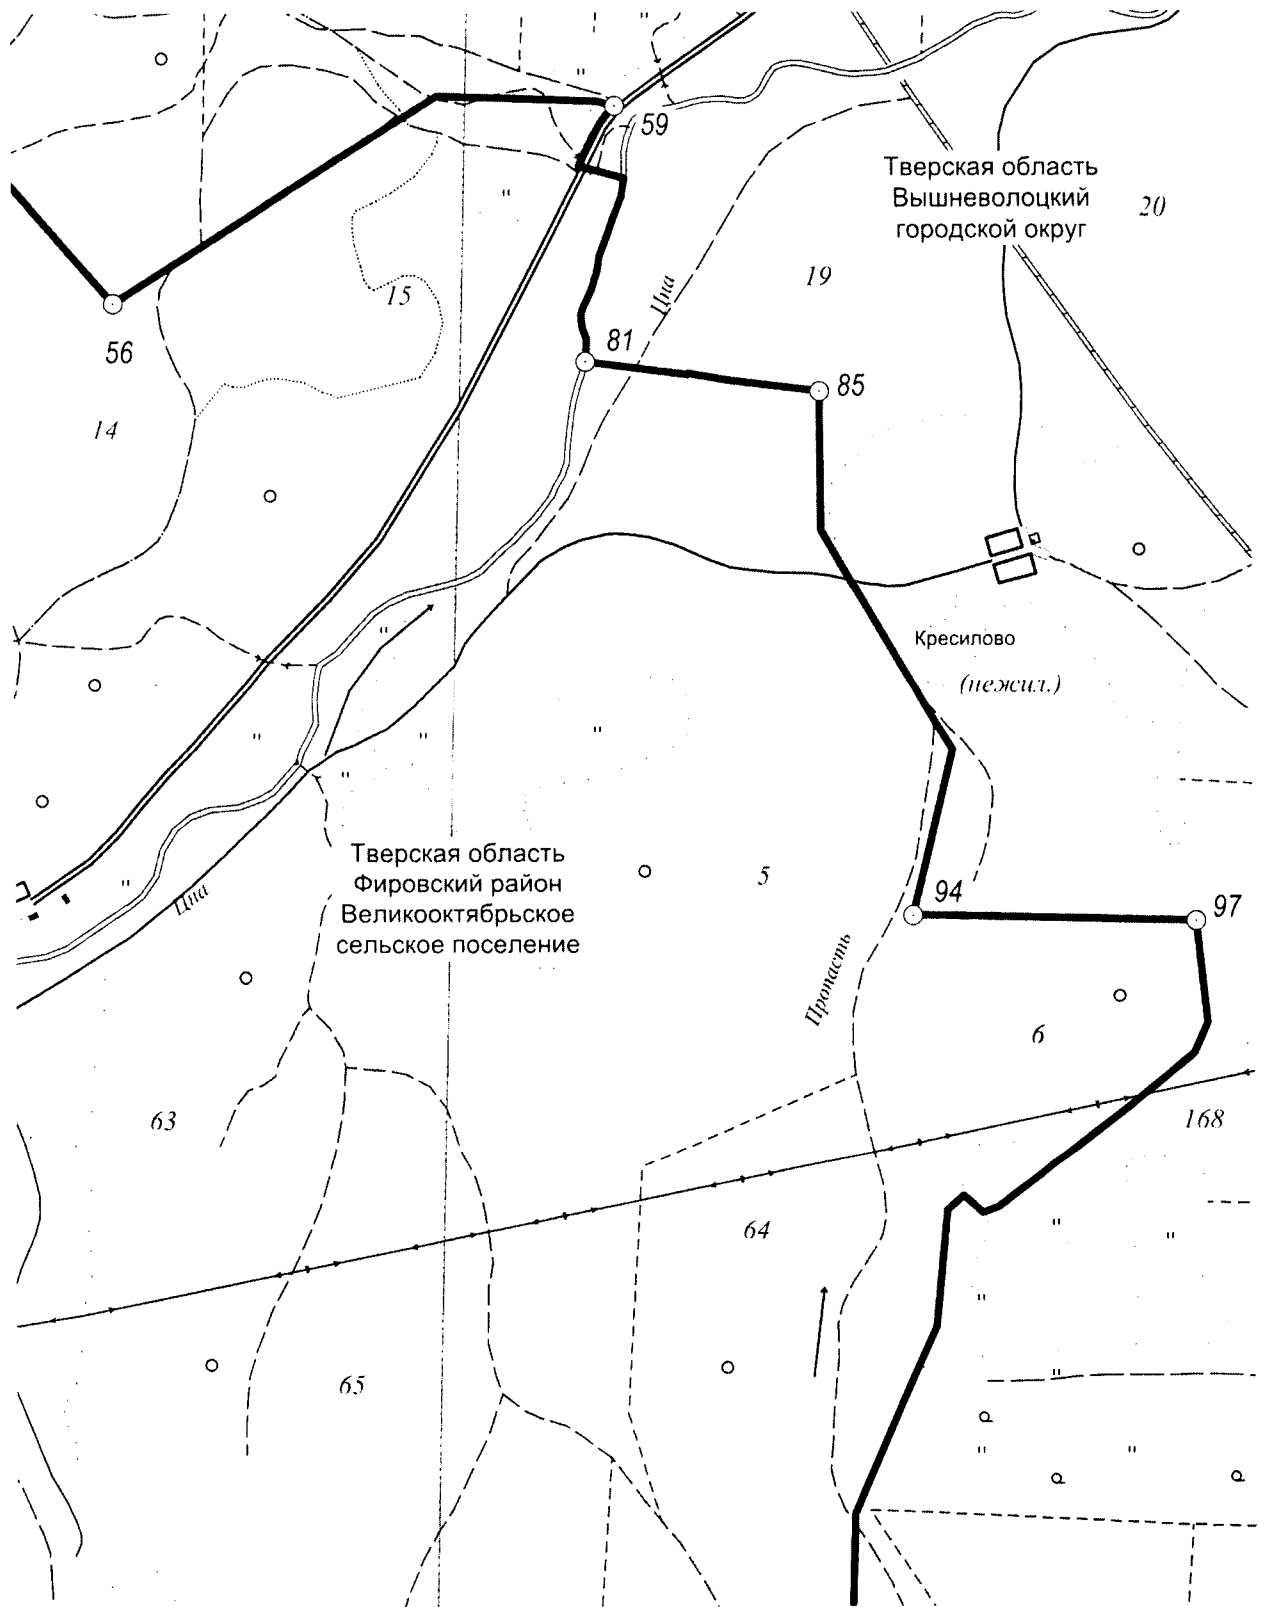 59
Тверская область
Вышневолоцкий
городской округ
20
19
Цна
15
56
81
85
14
Кресилово
(нежил.)
Тверская область
Фировский район
Великооктябрьское
сельское поселение
5
94
97
Цна
Пропасть
6
63
168
64
65